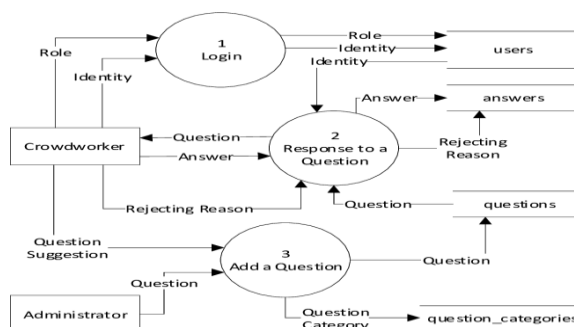 1
Login
Role
Identity
Role
Identity
Identity
users
Answer
answers
Crowdworker
Question
Answer
2
Response to a
Question
Rejecting
Reason
Rejecting Reason
Question
questions
Question
Suggestion
3
Add a Question
Question
Question
Administrator
Question
Category
question_categories